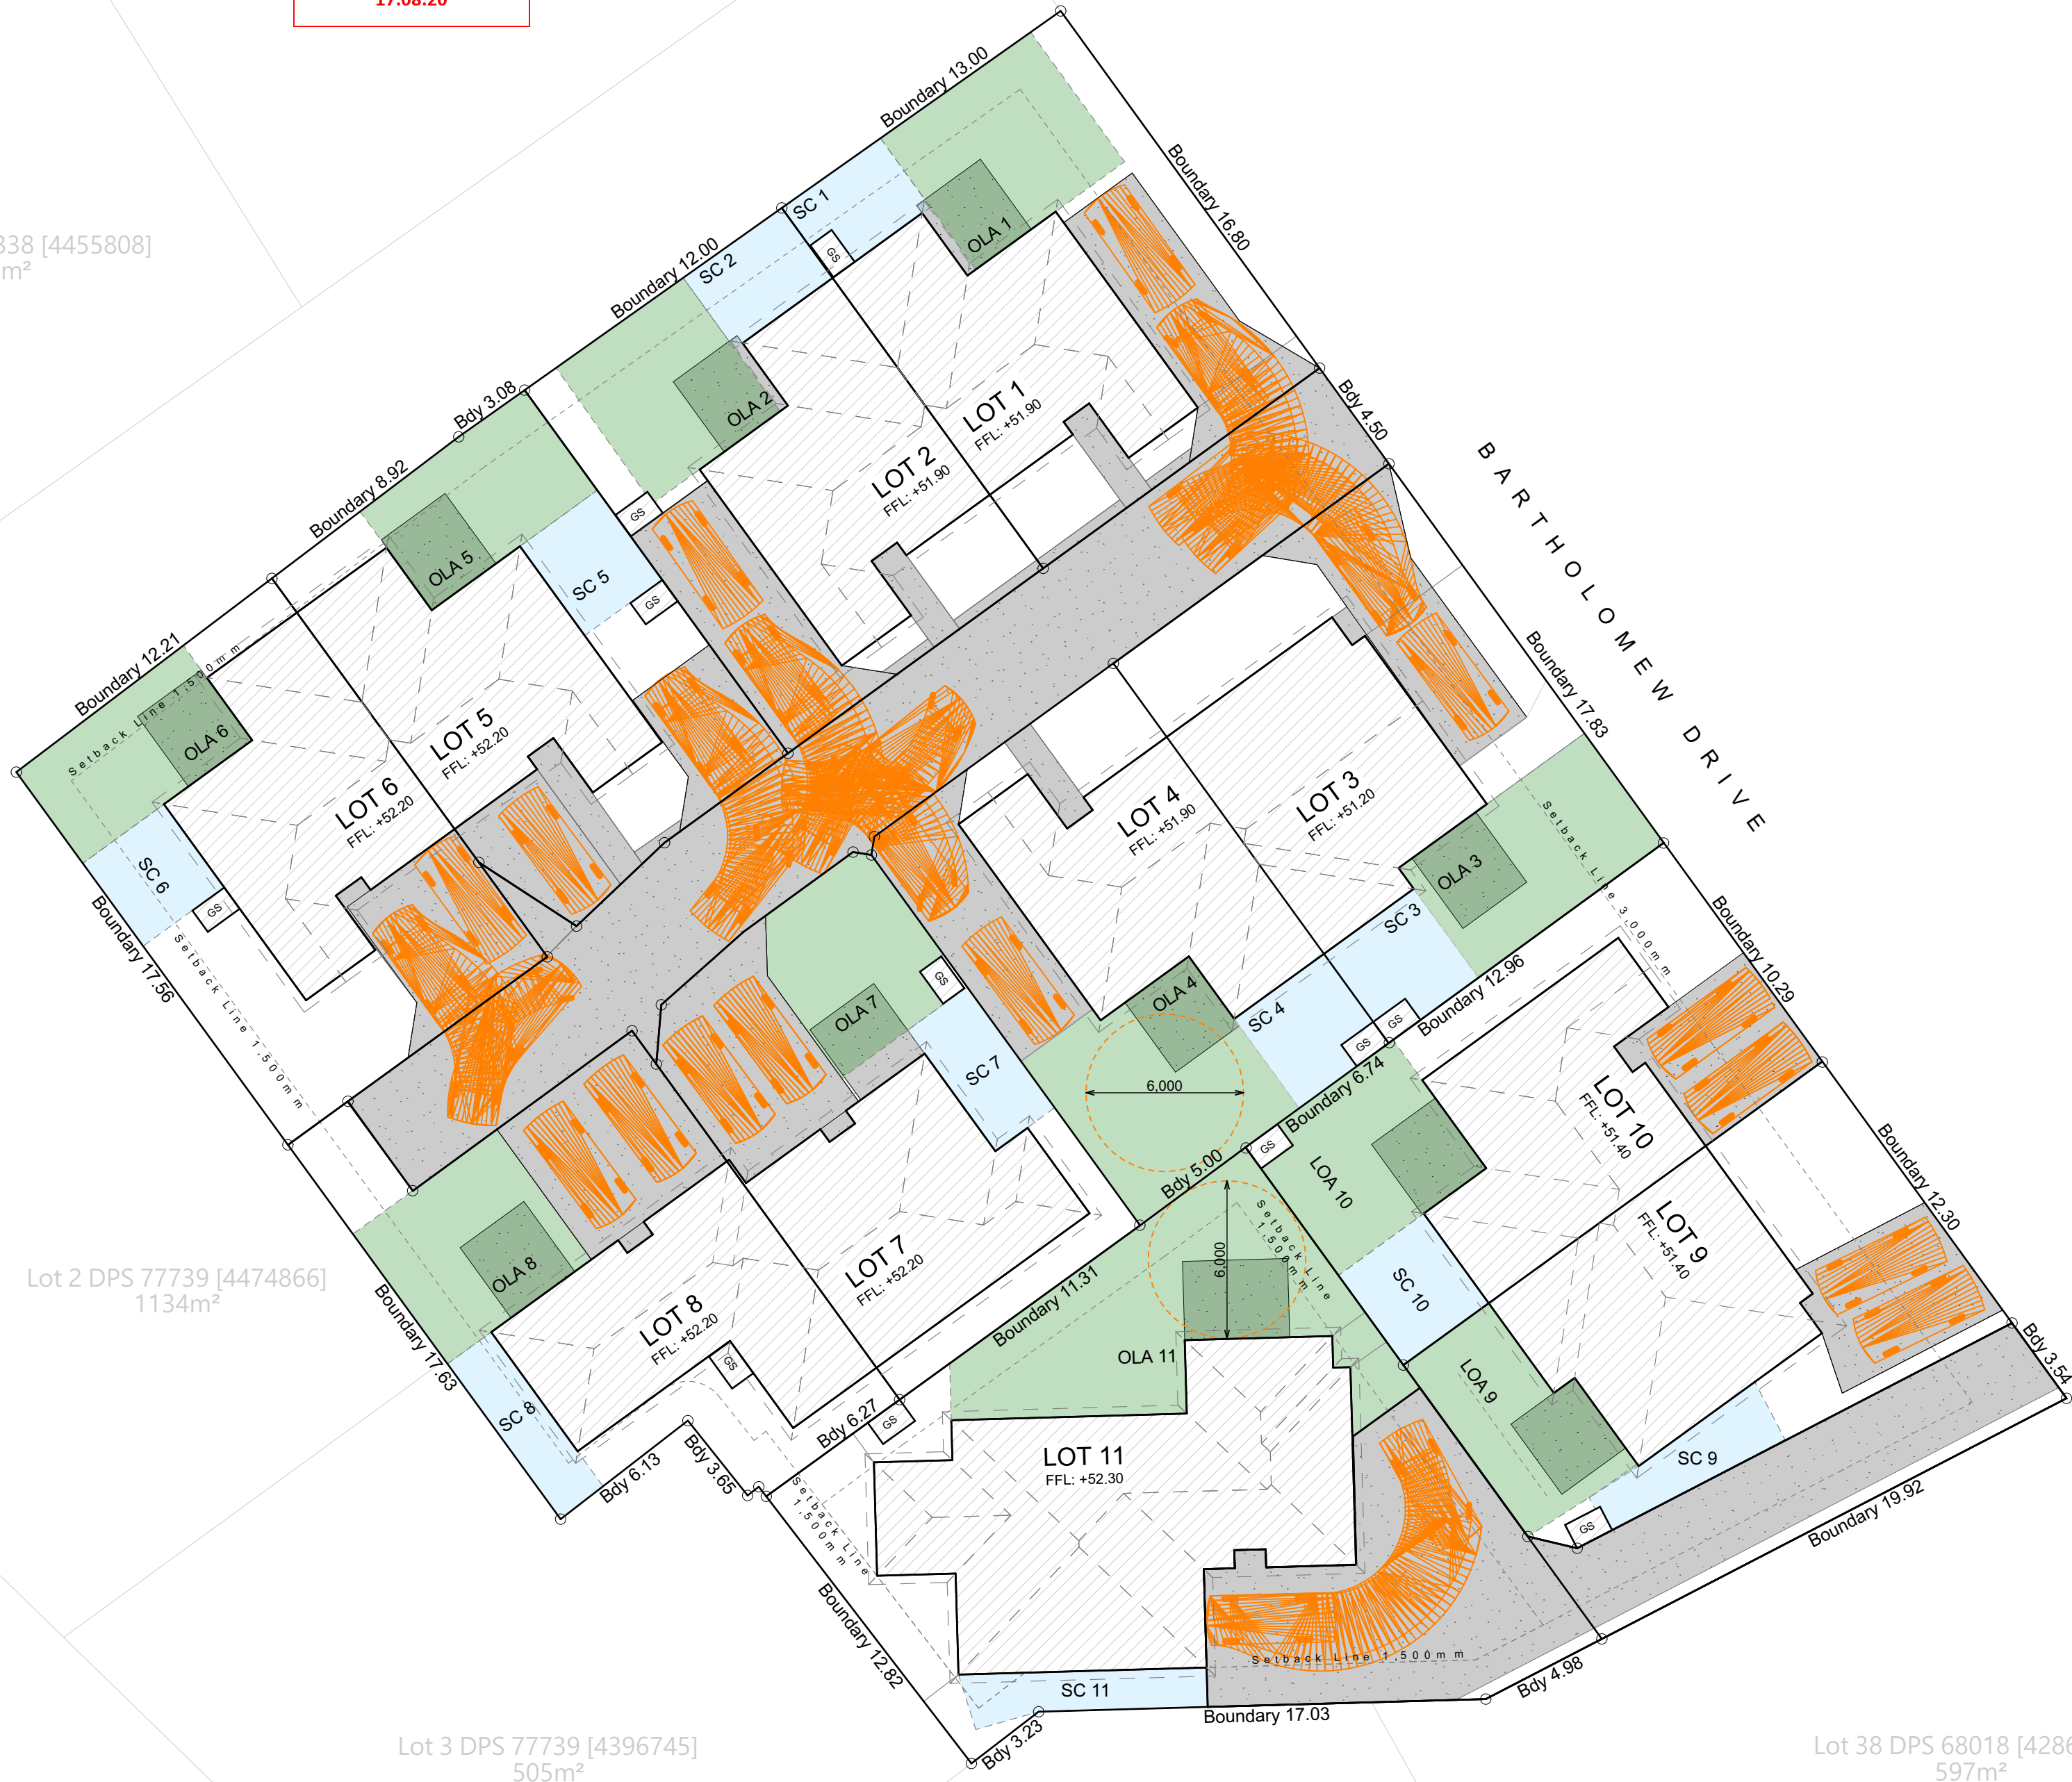 17.08.20
Boundary 13.00
Boundary 16.80
SC 1
GS
OLA 1
LOT 1
FFL: +51.90
Boundary 12.00
SC 2
OLA 2
LOT 2
FFL: +51.90
Bdy 4.50
BARTHOLOMEW DRIVE
338 [4455808]
m²
Bdy 3.08
Boundary 8.92
OLA 5
SC 5
GS
GS
LOT 5
FFL: +52.20
Boundary 12.21
Setback Line 1,500mm
OLA 6
LOT 6
FFL: +52.20
SC 6
GS
Boundary 17.56
Setback Line 1,500mm
Boundary 17.83
LOT 3
FFL: +51.20
LOT 4
FFL: +51.90
OLA 3
SC 3
Setback Line 3,000mm
OLA 4
SC 4
GS
GS
Boundary 12.96
Boundary 10.29
OLA 7
GS
SC 7
LOT 7
FFL: +52.20
6,000
Boundary 6.74
Bdy 5.00
GS
LOA 10
LOT 10
FFL: +51.40
SC 10
Boundary 12.30
LOT 9
FFL: +51.40
LOA 9
SC 9
GS
Bdy 3.54
Boundary 19.92
Lot 2 DPS 77739 [4474866]
1134m²
Boundary 17.63
OLA 8
LOT 8
FFL: +52.20
GS
SC 8
Bdy 6.13
Bdy 3.65
Bdy 6.27
GS
Boundary 11.31
6,000
Setback Line
1,500mm
OLA 11
LOT 11
FFL: +52.30
Setback Line
1,500mm
Boundary 12.82
SC 11
Setback Line 1,500mm
Bdy 3.23
Boundary 17.03
Bdy 4.98
Lot 3 DPS 77739 [4396745]
505m²
Lot 38 DPS 68018 [4286
597m²